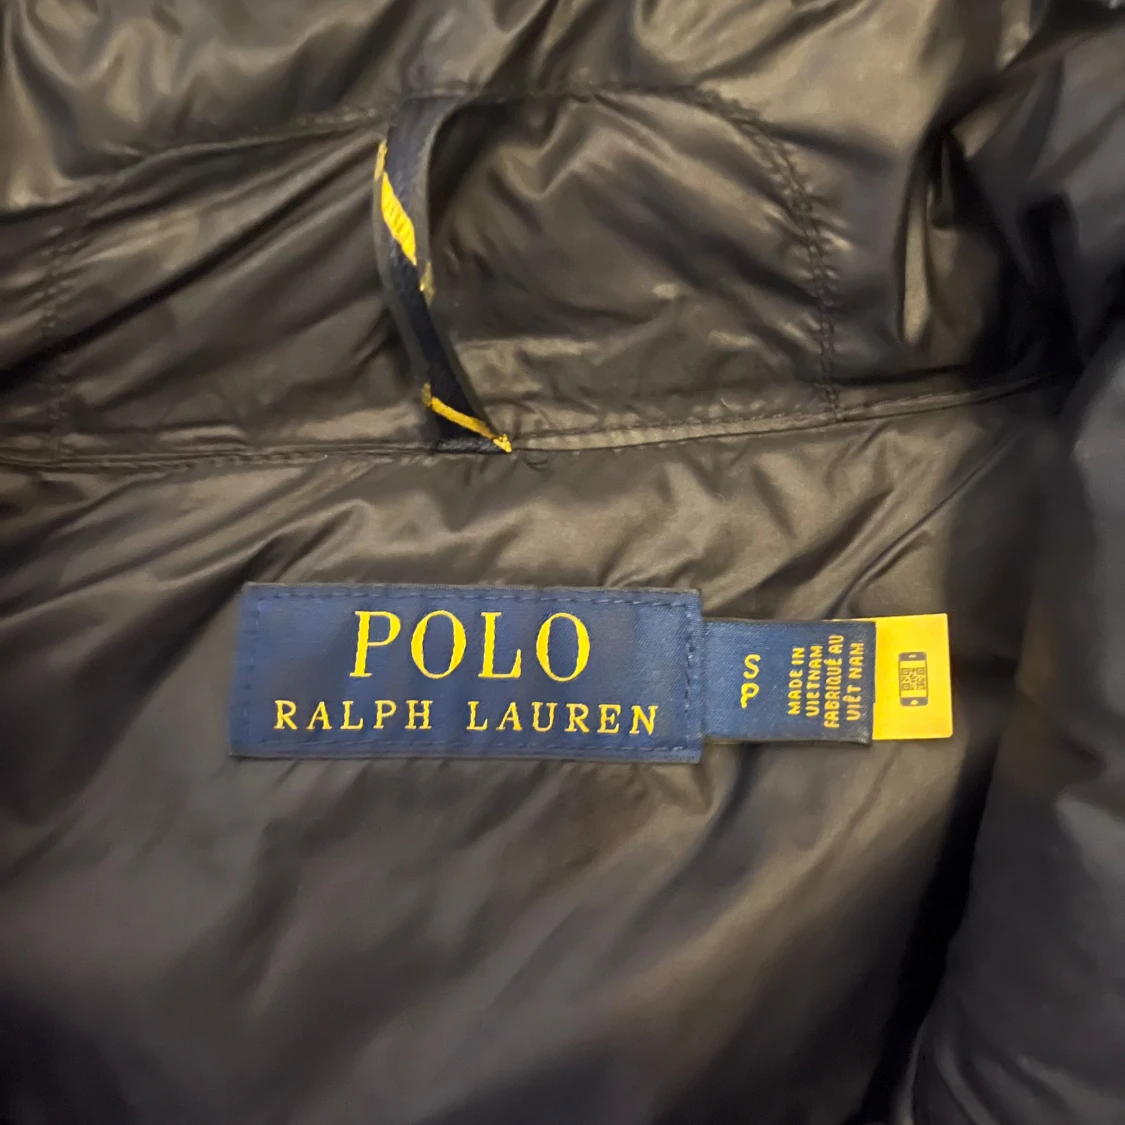 POLO
RALPH LAUREN
S
P
MADE IN
VIETNAM
FABRIQUÉ AU
VIÊT NAM